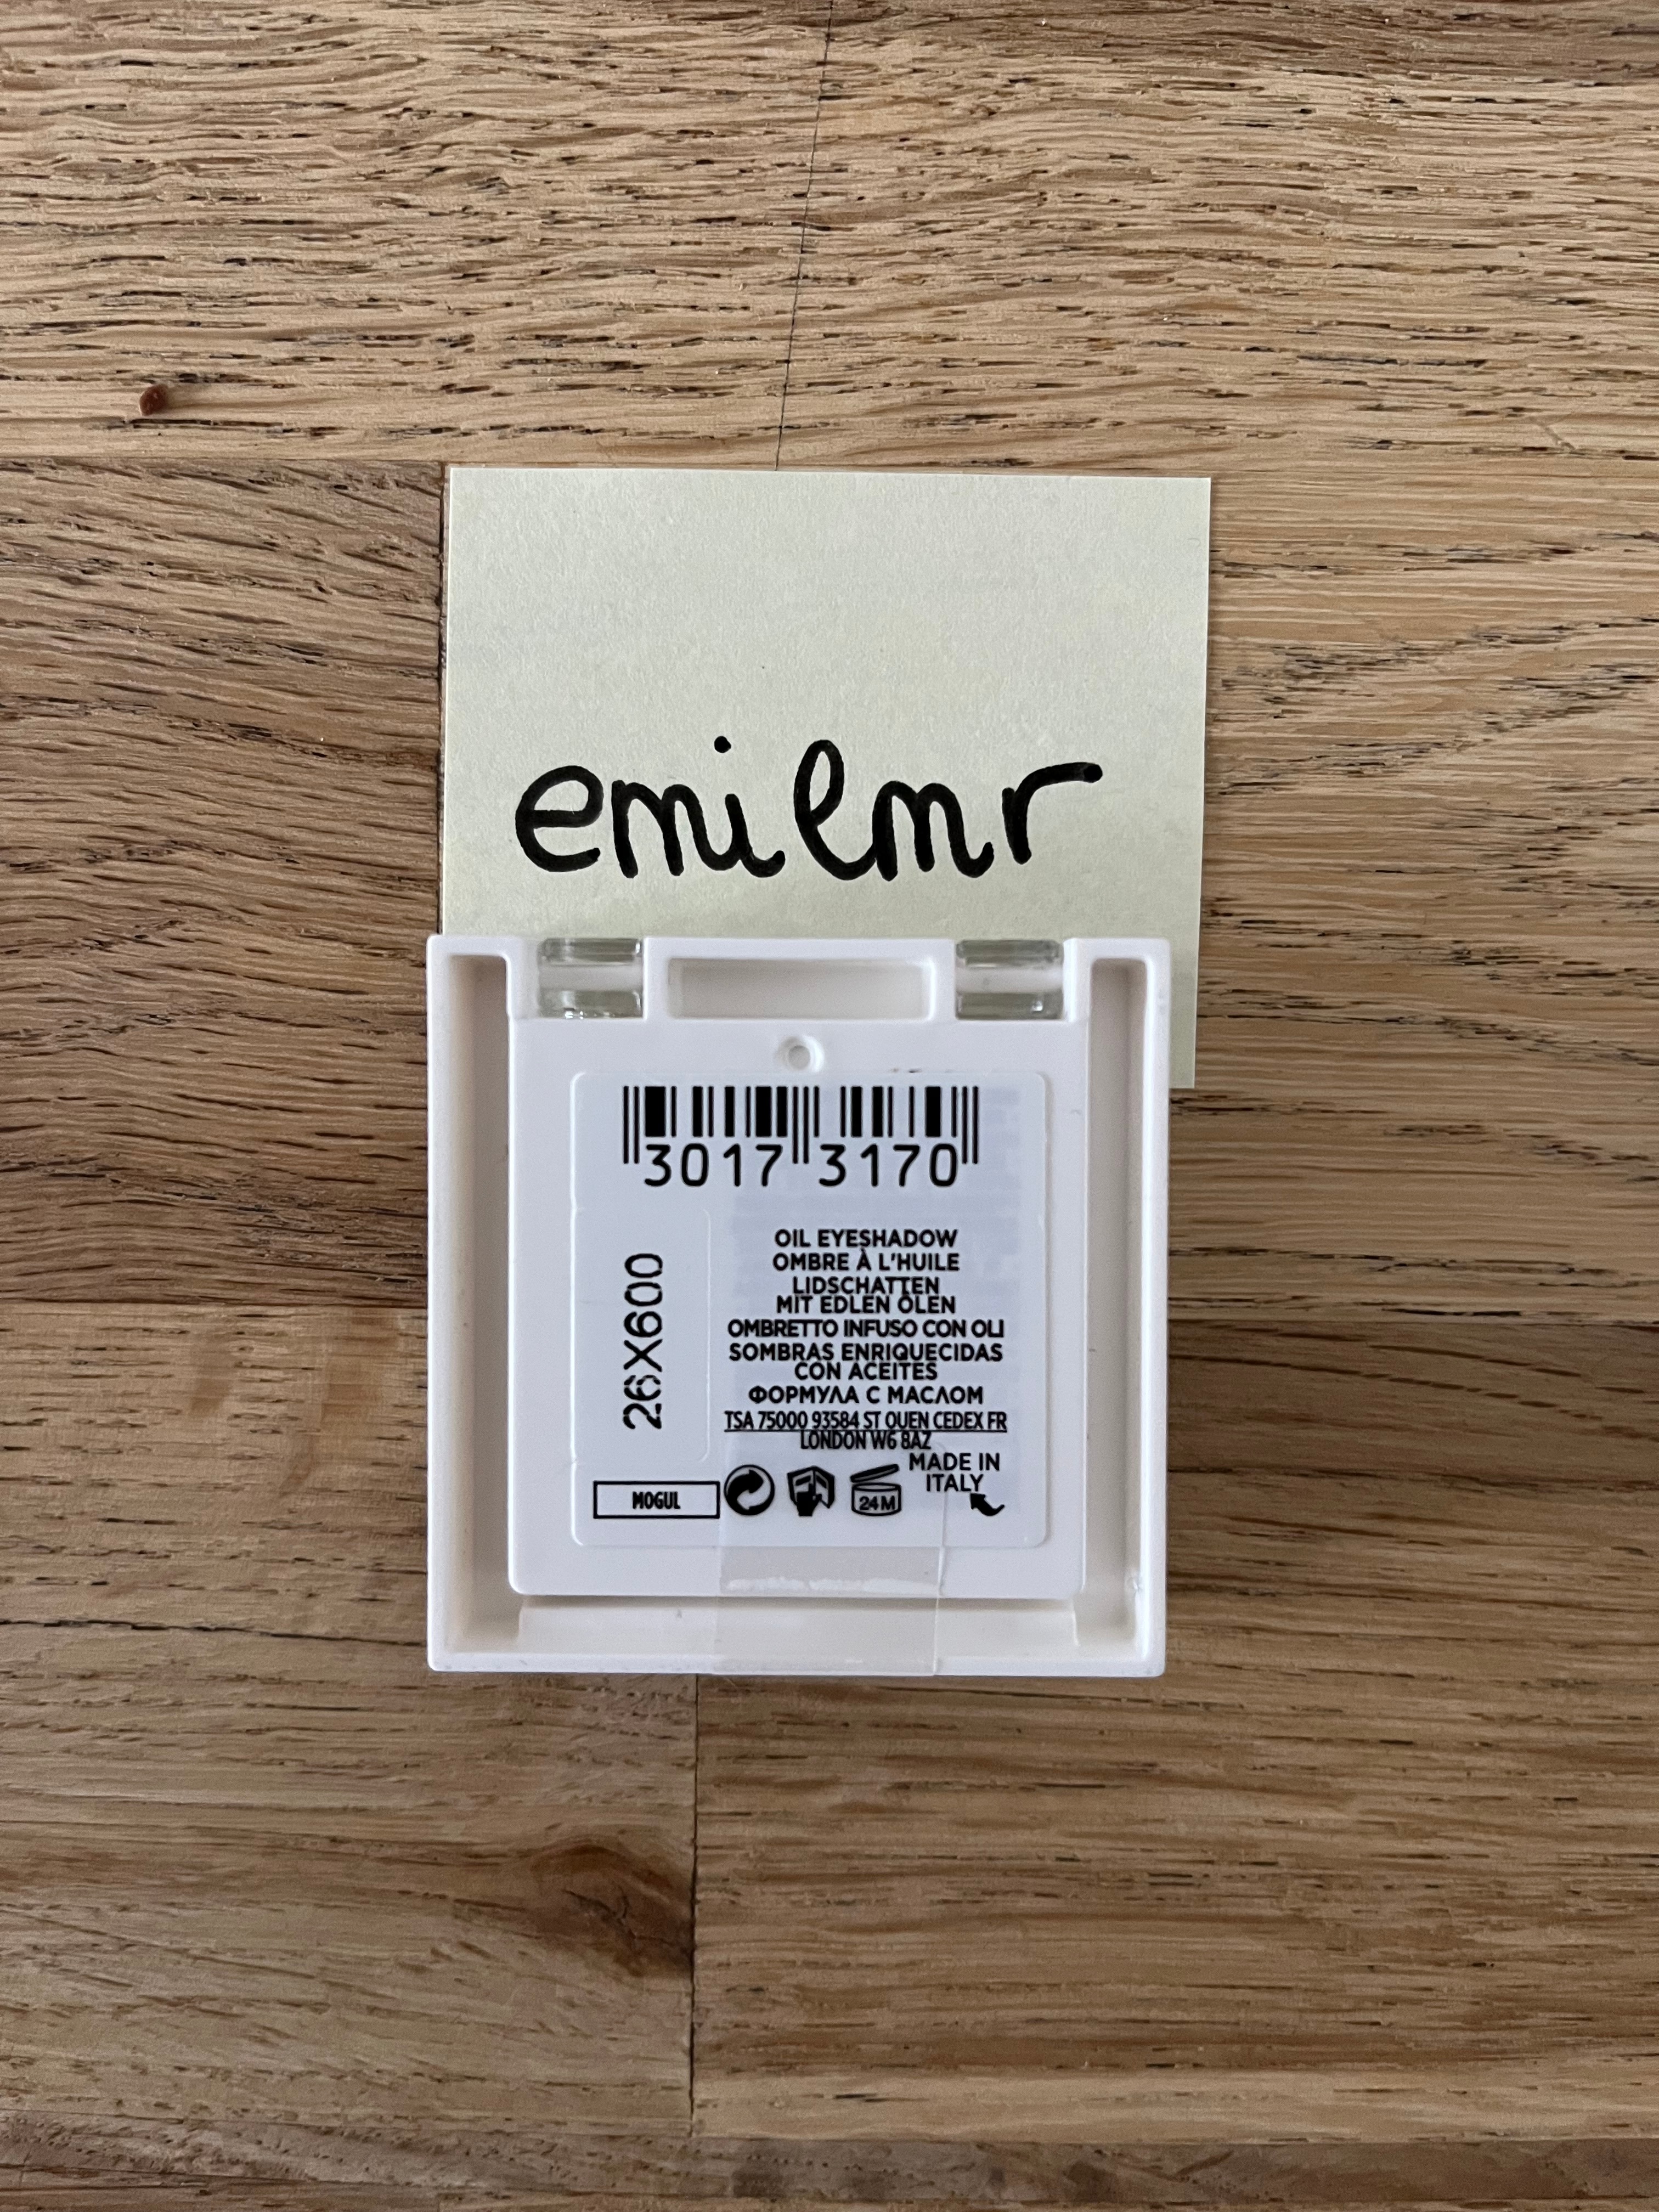 emilmr
3017 3170
OIL EYESHADOW
OMBRE À L'HUILE
LIDSCHATTEN
MIT EDLEN ÖLEN
OMBRETTO INFUSO CON OLI
SOMBRAS ENRIQUECIDAS
CON ACEITES
ФОРМУЛА С МАСЛОМ
TSA 75000 93584 ST OUEN CEDEX FR
LONDON W6 8AZ
26X600
MADE IN
ITALY
MOGUL
24M